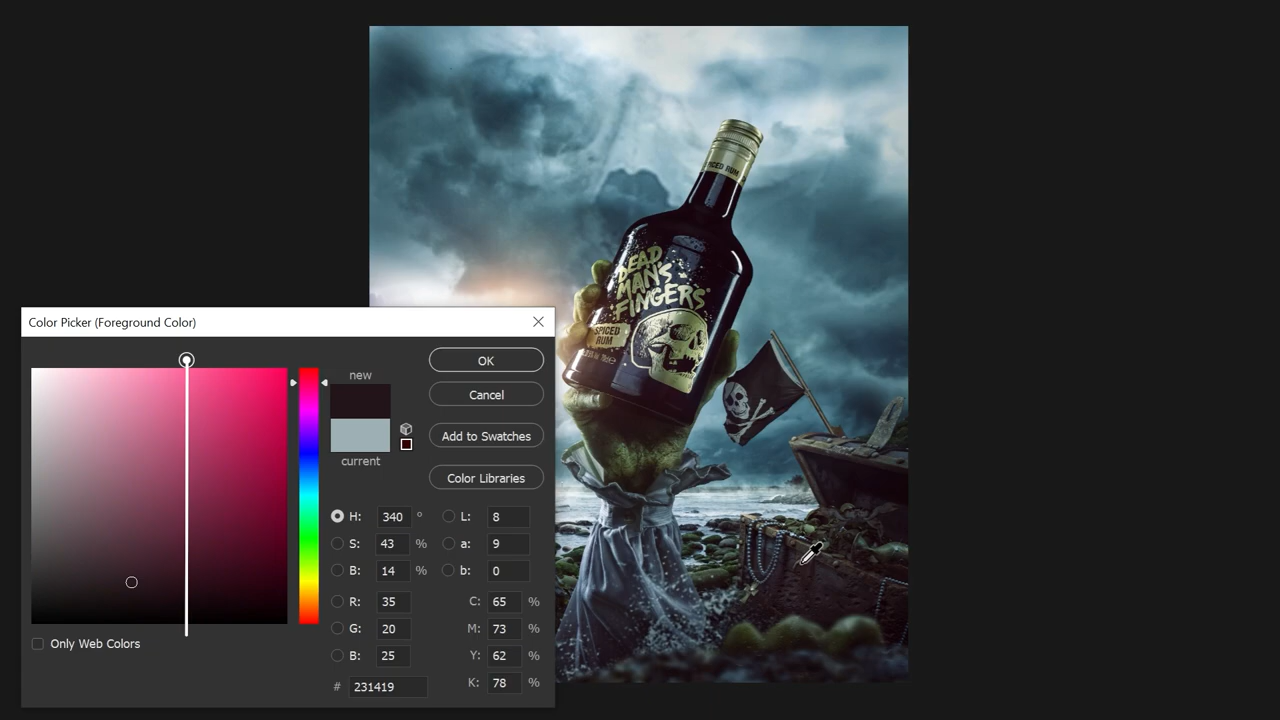 SPICED RUM
DEAD
MAN'S
FINGERS
SPICED
RUM
Color Picker (Foreground Color)
new
current
OK
Cancel
Add to Swatches
Color Libraries
H: 340 °
S: 43 %
B: 14 %
R: 35
G: 20
B: 25
# 231419
L: 8
a: 9
b: 0
C: 65 %
M: 73 %
Y: 62 %
K: 78 %
Only Web Colors